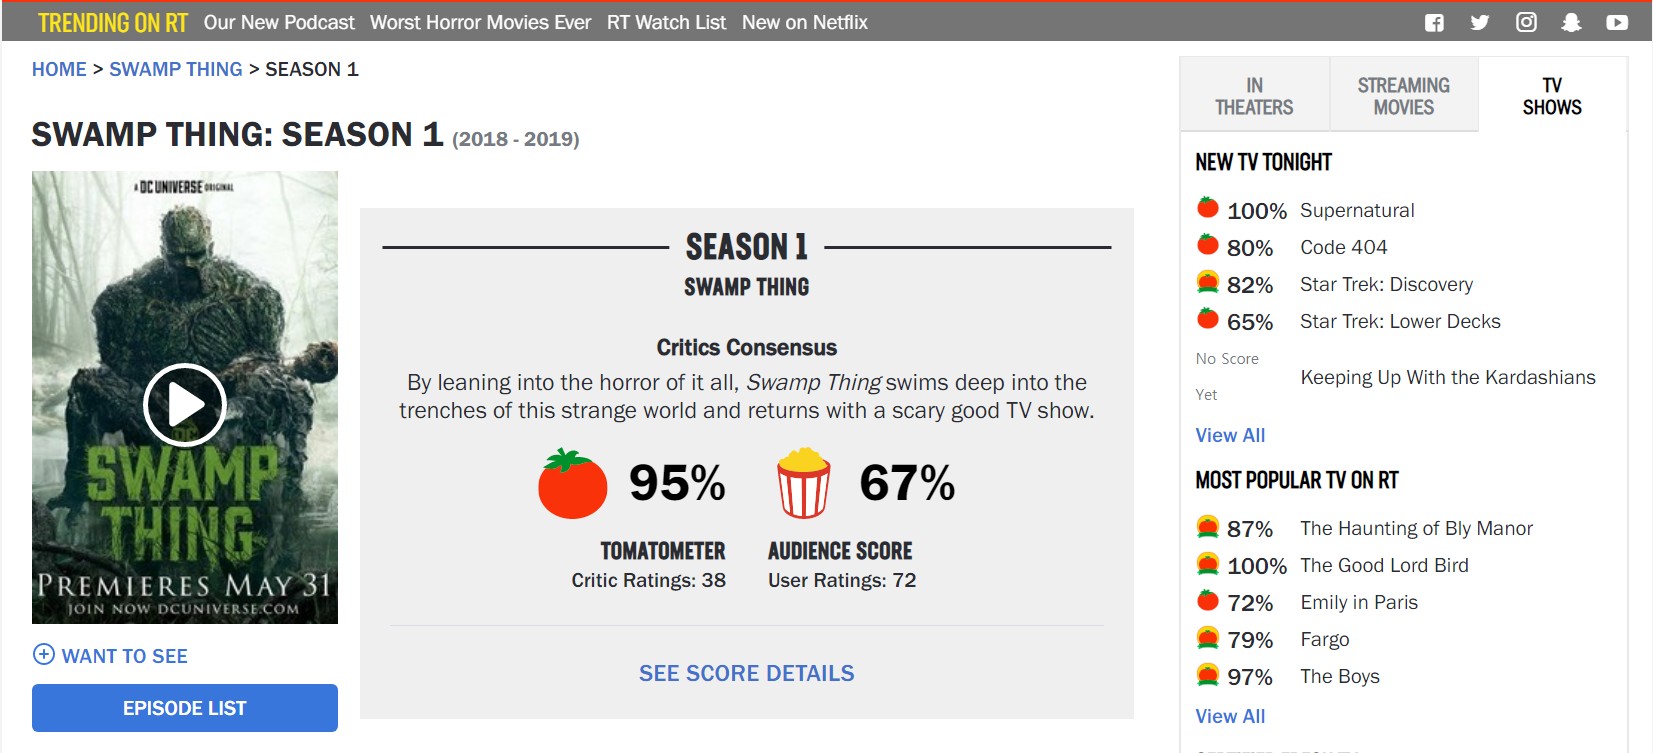 TRENDING ON RT Our New Podcast Worst Horror Movies Ever RT Watch List New on Netflix
HOME > SWAMP THING > SEASON 1
SWAMP THING: SEASON 1 (2018 - 2019)
A DC UNIVERSE ORIGINAL
DC
SWAMP
THING
PREMIERES MAY 31
JOIN NOW DCUNIVERSE.COM
WANT TO SEE
EPISODE LIST
SEASON 1
SWAMP THING
Critics Consensus
By leaning into the horror of it all, Swamp Thing swims deep into the
trenches of this strange world and returns with a scary good TV show.
95% 67%
TOMATOMETER AUDIENCE SCORE
Critic Ratings: 38 User Ratings: 72
SEE SCORE DETAILS
IN THEATERS
STREAMING MOVIES
TV SHOWS
NEW TV TONIGHT
100% Supernatural
80% Code 404
82% Star Trek: Discovery
65% Star Trek: Lower Decks
No Score Yet Keeping Up With the Kardashians
View All
MOST POPULAR TV ON RT
87% The Haunting of Bly Manor
100% The Good Lord Bird
72% Emily in Paris
79% Fargo
97% The Boys
View All